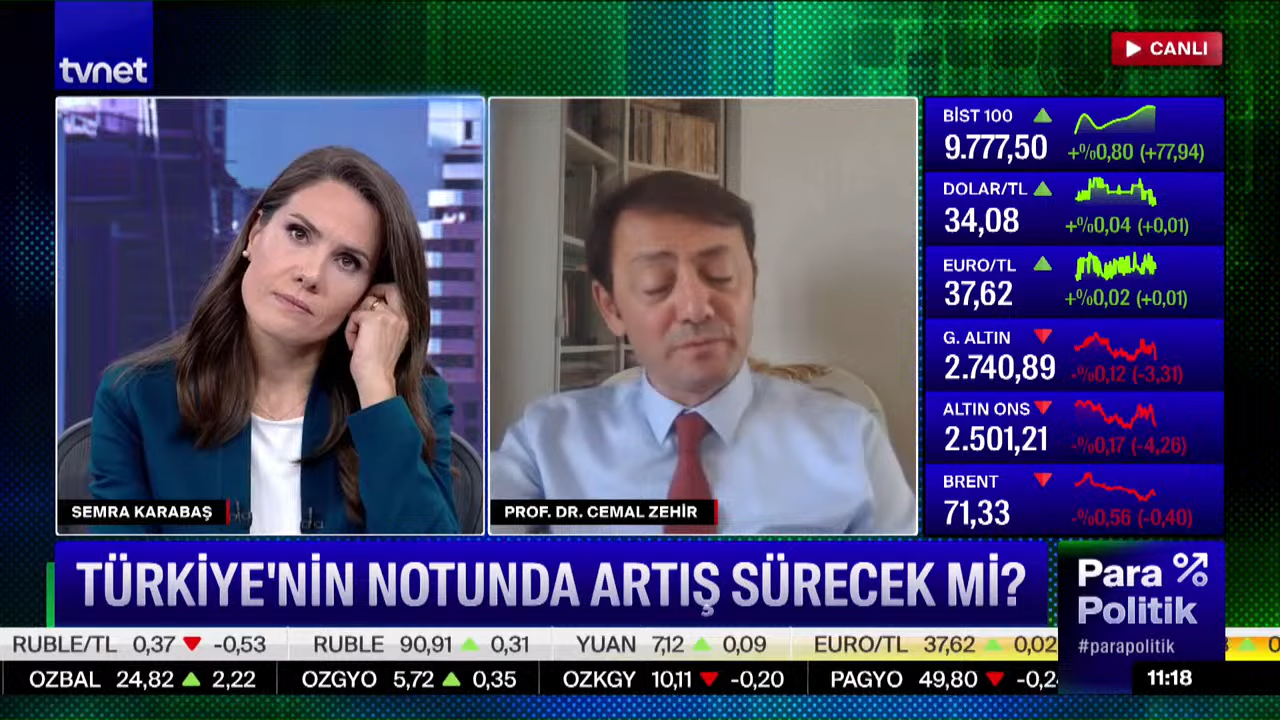 tvnet
CANLI
BİST 100
9.777,50
+%0,80 (+77,94)
DOLAR/TL
34,08
+%0,04 (+0,01)
EURO/TL
37,62
+%0,02 (+0,01)
G. ALTIN
2.740,89
-%0,12 (-3,31)
ALTIN ONS
2.501,21
-%0,17 (-4,26)
BRENT
71,33
-%0,56 (-0,40)
SEMRA KARABAŞ
PROF. DR. CEMAL ZEHİR
TÜRKİYE'NİN NOTUNDA ARTIŞ SÜRECEK Mİ?
Para %
Politik
#parapolitik
RUBLE/TL 0,37 -0,53 RUBLE 90,91 0,31 YUAN 7,12 0,09 EURO/TL 37,62 0,02
OZBAL 24,82 2,22 OZGYO 5,72 0,35 OZKGY 10,11 -0,20 PAGYO 49,80
11:18